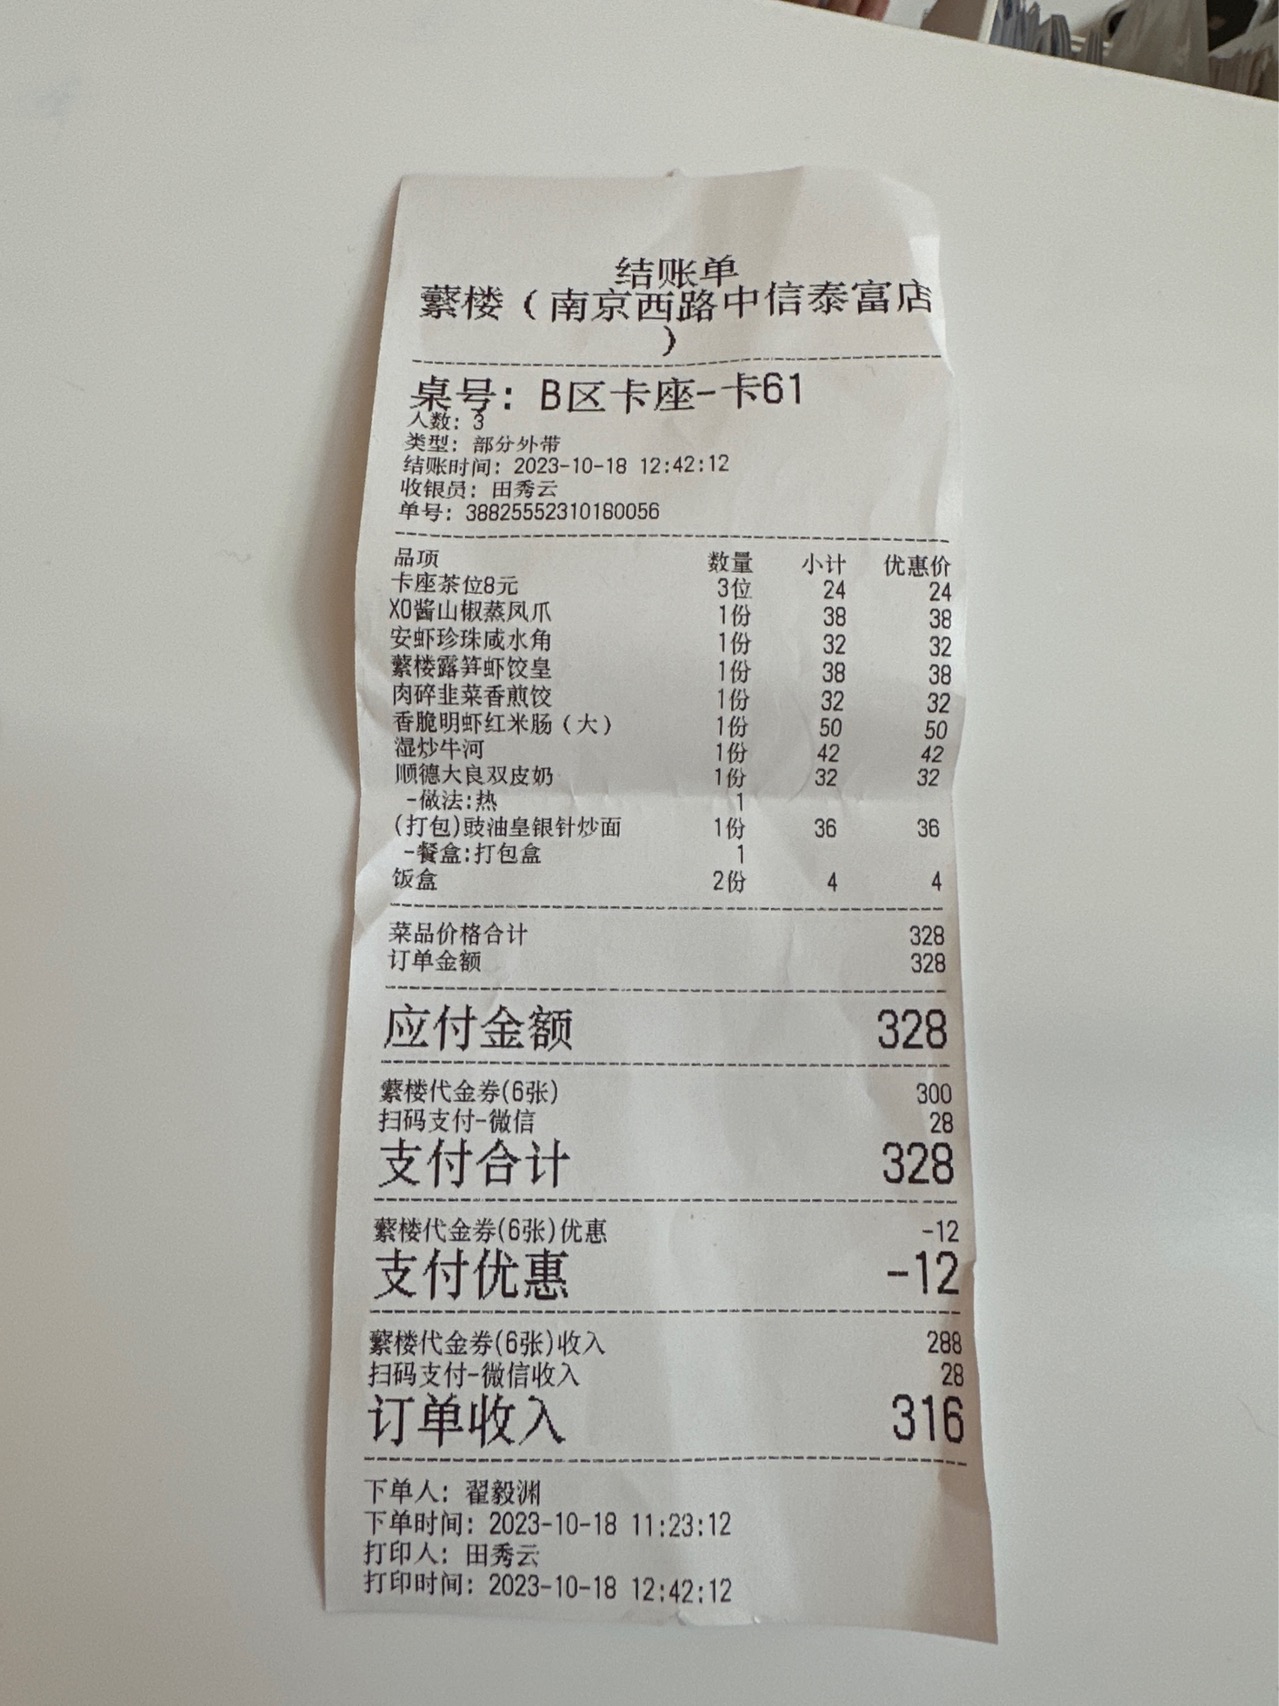 结账单
蘩楼（南京西路中信泰富店
）
桌号: B区卡座-卡61
人数: 3
类型: 部分外带
结账时间: 2023-10-18 12:42:12
收银员: 田秀云
单号: 38825552310180056
品项 数量 小计 优惠价
卡座茶位8元 3位 24 24
XO酱山椒蒸凤爪 1份 38 38
安虾珍珠咸水角 1份 32 32
蘩楼露笋虾饺皇 1份 38 38
肉碎韭菜香煎饺 1份 32 32
香脆明虾红米肠（大） 1份 50 50
湿炒牛河 1份 42 42
顺德大良双皮奶 1份 32 32
-做法:热 1
(打包)豉油皇银针炒面 1份 36 36
-餐盒:打包盒 1
饭盒 2份 4 4
菜品价格合计 328
订单金额 328
应付金额 328
蘩楼代金券(6张) 300
扫码支付-微信 28
支付合计 328
蘩楼代金券(6张)优惠 -12
支付优惠 -12
蘩楼代金券(6张)收入 288
扫码支付-微信收入 28
订单收入 316
下单人: 翟毅渊
下单时间: 2023-10-18 11:23:12
打印人: 田秀云
打印时间: 2023-10-18 12:42:12